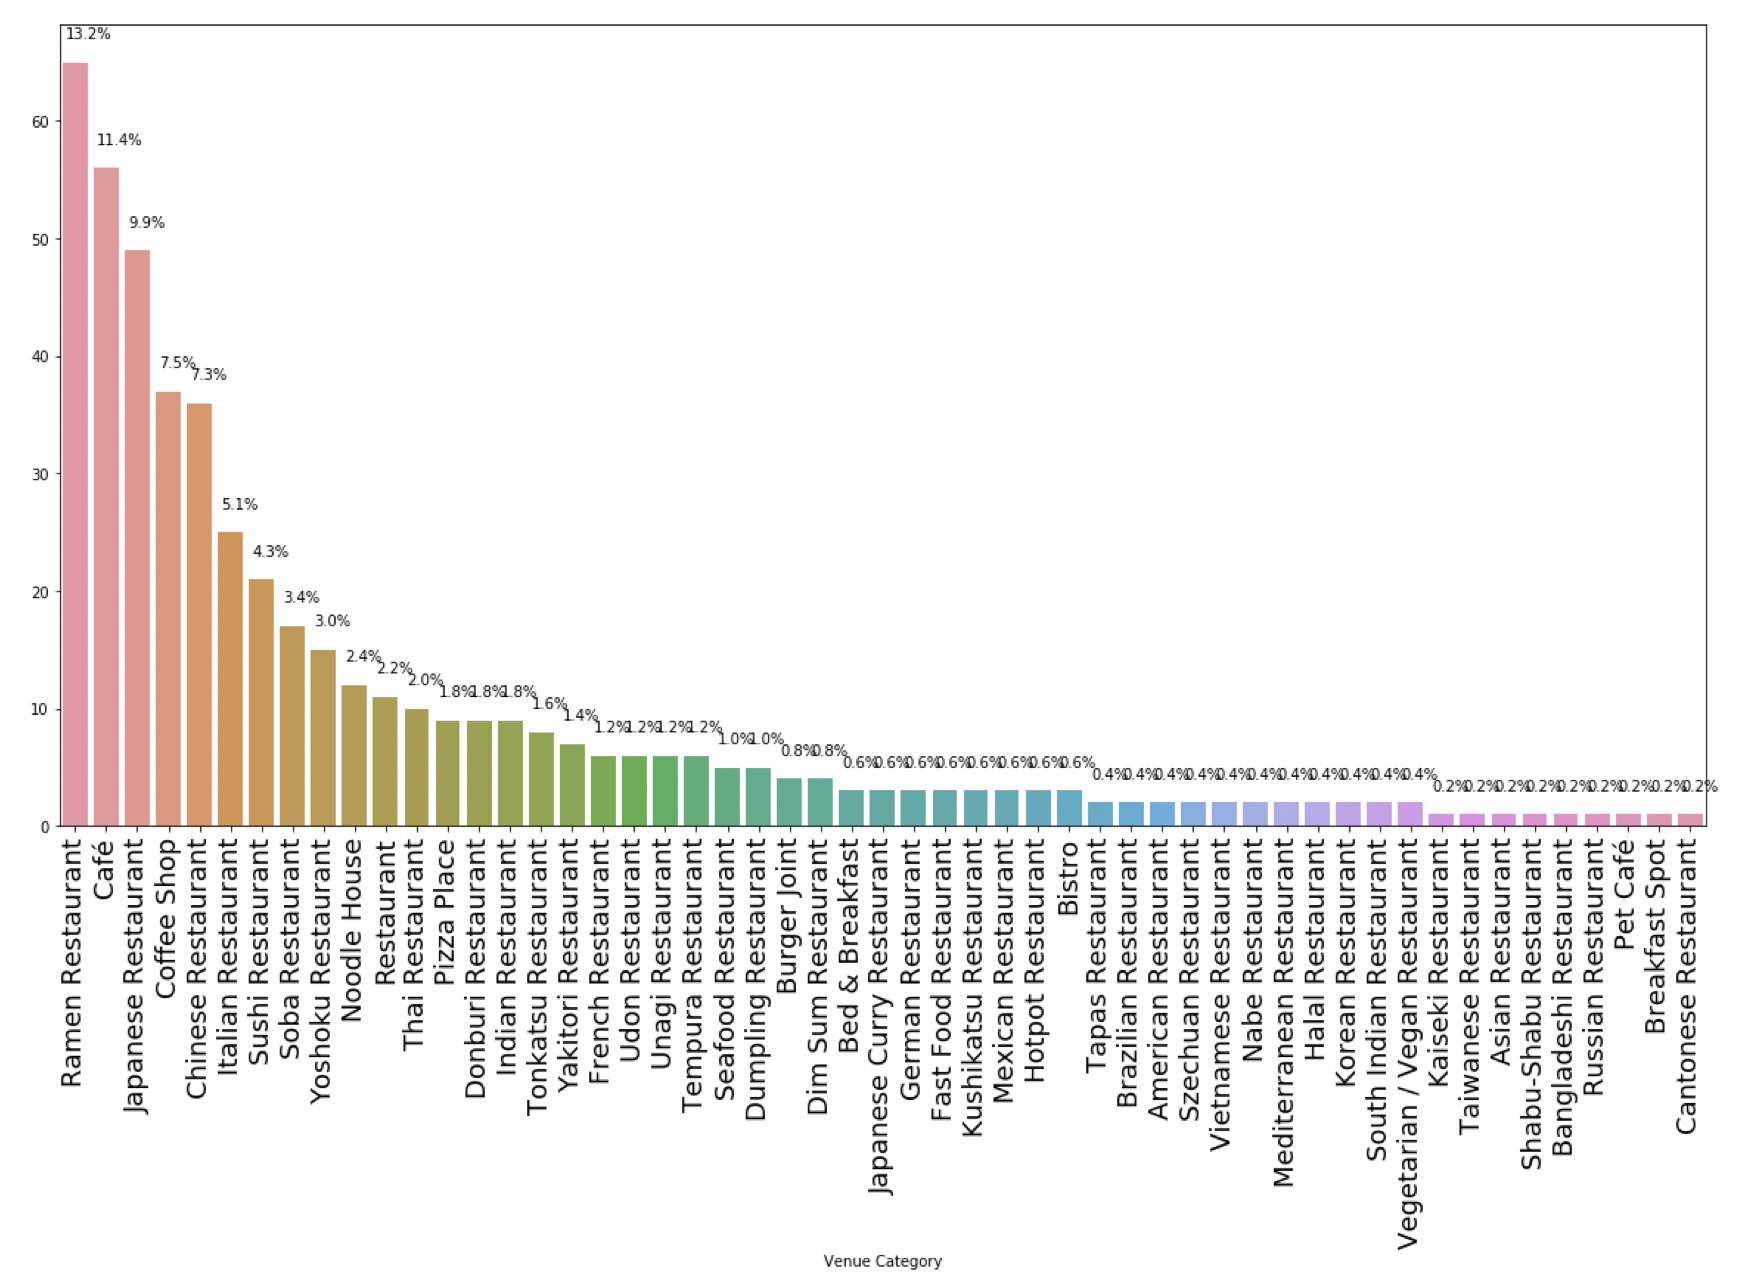 13.2%
11.4%
9.9%
7.5%
7.3%
5.1%
4.3%
3.4%
3.0%
2.4%
2.2%
2.0%
1.8%
1.8%
1.8%
1.6%
1.4%
1.2%
1.2%
1.2%
1.2%
1.0%
1.0%
0.8%
0.8%
0.6%
0.6%
0.6%
0.6%
0.6%
0.6%
0.6%
0.6%
0.4%
0.4%
0.4%
0.4%
0.4%
0.4%
0.4%
0.4%
0.4%
0.4%
0.4%
0.2%
0.2%
0.2%
0.2%
0.2%
0.2%
0.2%
0.2%
0.2%
60
50
40
30
20
10
0
Ramen Restaurant
Café
Japanese Restaurant
Coffee Shop
Chinese Restaurant
Italian Restaurant
Sushi Restaurant
Soba Restaurant
Yoshoku Restaurant
Noodle House
Restaurant
Thai Restaurant
Pizza Place
Donburi Restaurant
Indian Restaurant
Tonkatsu Restaurant
Yakitori Restaurant
French Restaurant
Udon Restaurant
Unagi Restaurant
Tempura Restaurant
Seafood Restaurant
Dumpling Restaurant
Burger Joint
Dim Sum Restaurant
Bed & Breakfast
Japanese Curry Restaurant
German Restaurant
Fast Food Restaurant
Kushikatsu Restaurant
Mexican Restaurant
Hotpot Restaurant
Bistro
Tapas Restaurant
Brazilian Restaurant
American Restaurant
Szechuan Restaurant
Vietnamese Restaurant
Nabe Restaurant
Mediterranean Restaurant
Halal Restaurant
Korean Restaurant
South Indian Restaurant
Vegetarian / Vegan Restaurant
Kaiseki Restaurant
Taiwanese Restaurant
Asian Restaurant
Shabu-Shabu Restaurant
Bangladeshi Restaurant
Russian Restaurant
Pet Café
Breakfast Spot
Cantonese Restaurant
Venue Category